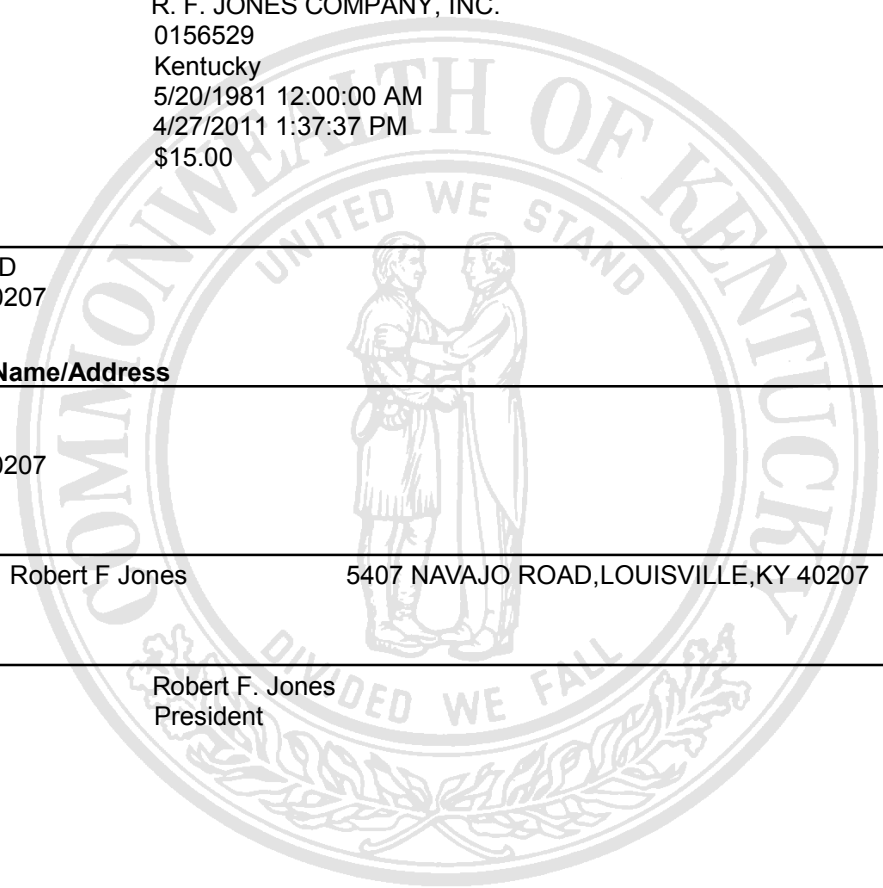 R. F. JONES COMPANY, INC.
0156529
Kentucky
5/20/1981 12:00:00 AM
4/27/2011 1:37:37 PM
$15.00
COMMONWEALTH OF KENTUCKY
UNITED WE STAND
D
0207
Name/Address
0207
Robert F Jones 5407 NAVAJO ROAD,LOUISVILLE,KY 40207
DIVIDED WE FALL
Robert F. Jones
President